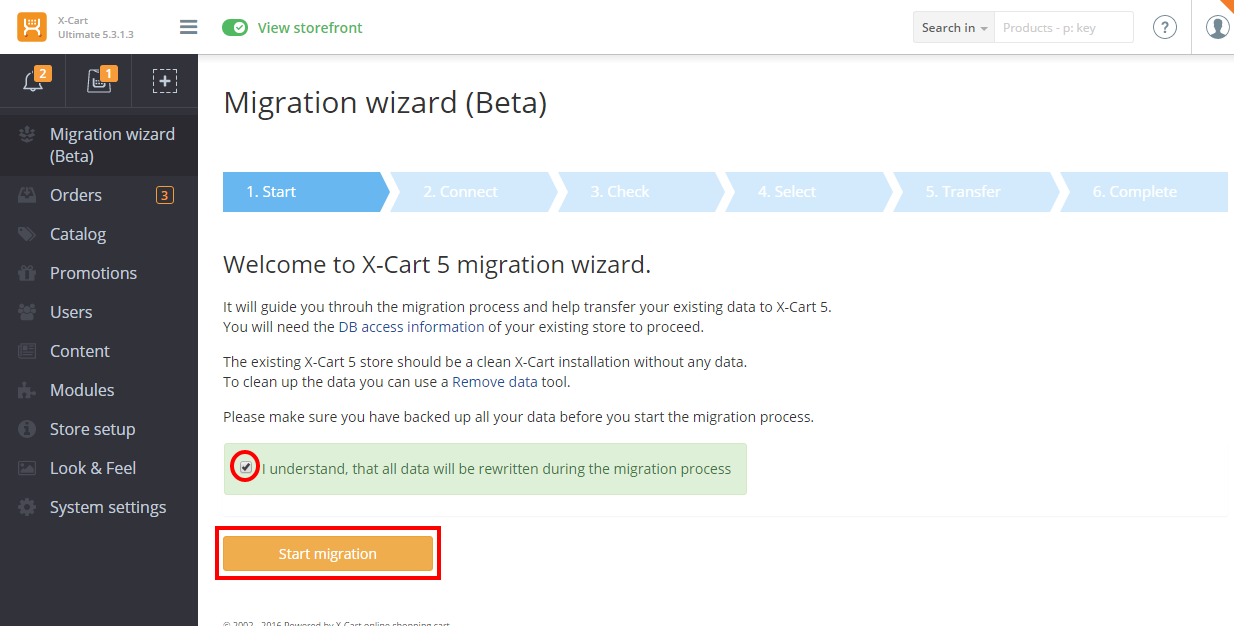 X-Cart
Ultimate 5.3.1.3
View storefront
Search in
Products - p: key
?
2
1
Migration wizard
(Beta)
Orders
3
Catalog
Promotions
Users
Content
Modules
Store setup
Look & Feel
System settings
Migration wizard (Beta)
1. Start
2. Connect
3. Check
4. Select
5. Transfer
6. Complete
Welcome to X-Cart 5 migration wizard.
It will guide you throuh the migration process and help transfer your existing data to X-Cart 5.
You will need the DB access information of your existing store to proceed.
The existing X-Cart 5 store should be a clean X-Cart installation without any data.
To clean up the data you can use a Remove data tool.
Please make sure you have backed up all your data before you start the migration process.
I understand, that all data will be rewritten during the migration process
Start migration
© 2002 - 2016 Powered by X-Cart online shopping cart